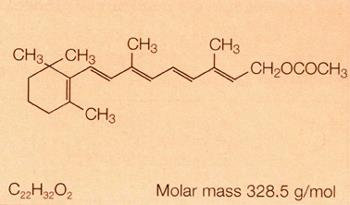 CH₃ CH₃ CH₃ CH₃
CH₂OCOCH₃
CH₃
C₂₂H₃₂O₂ Molar mass 328.5 g/mol